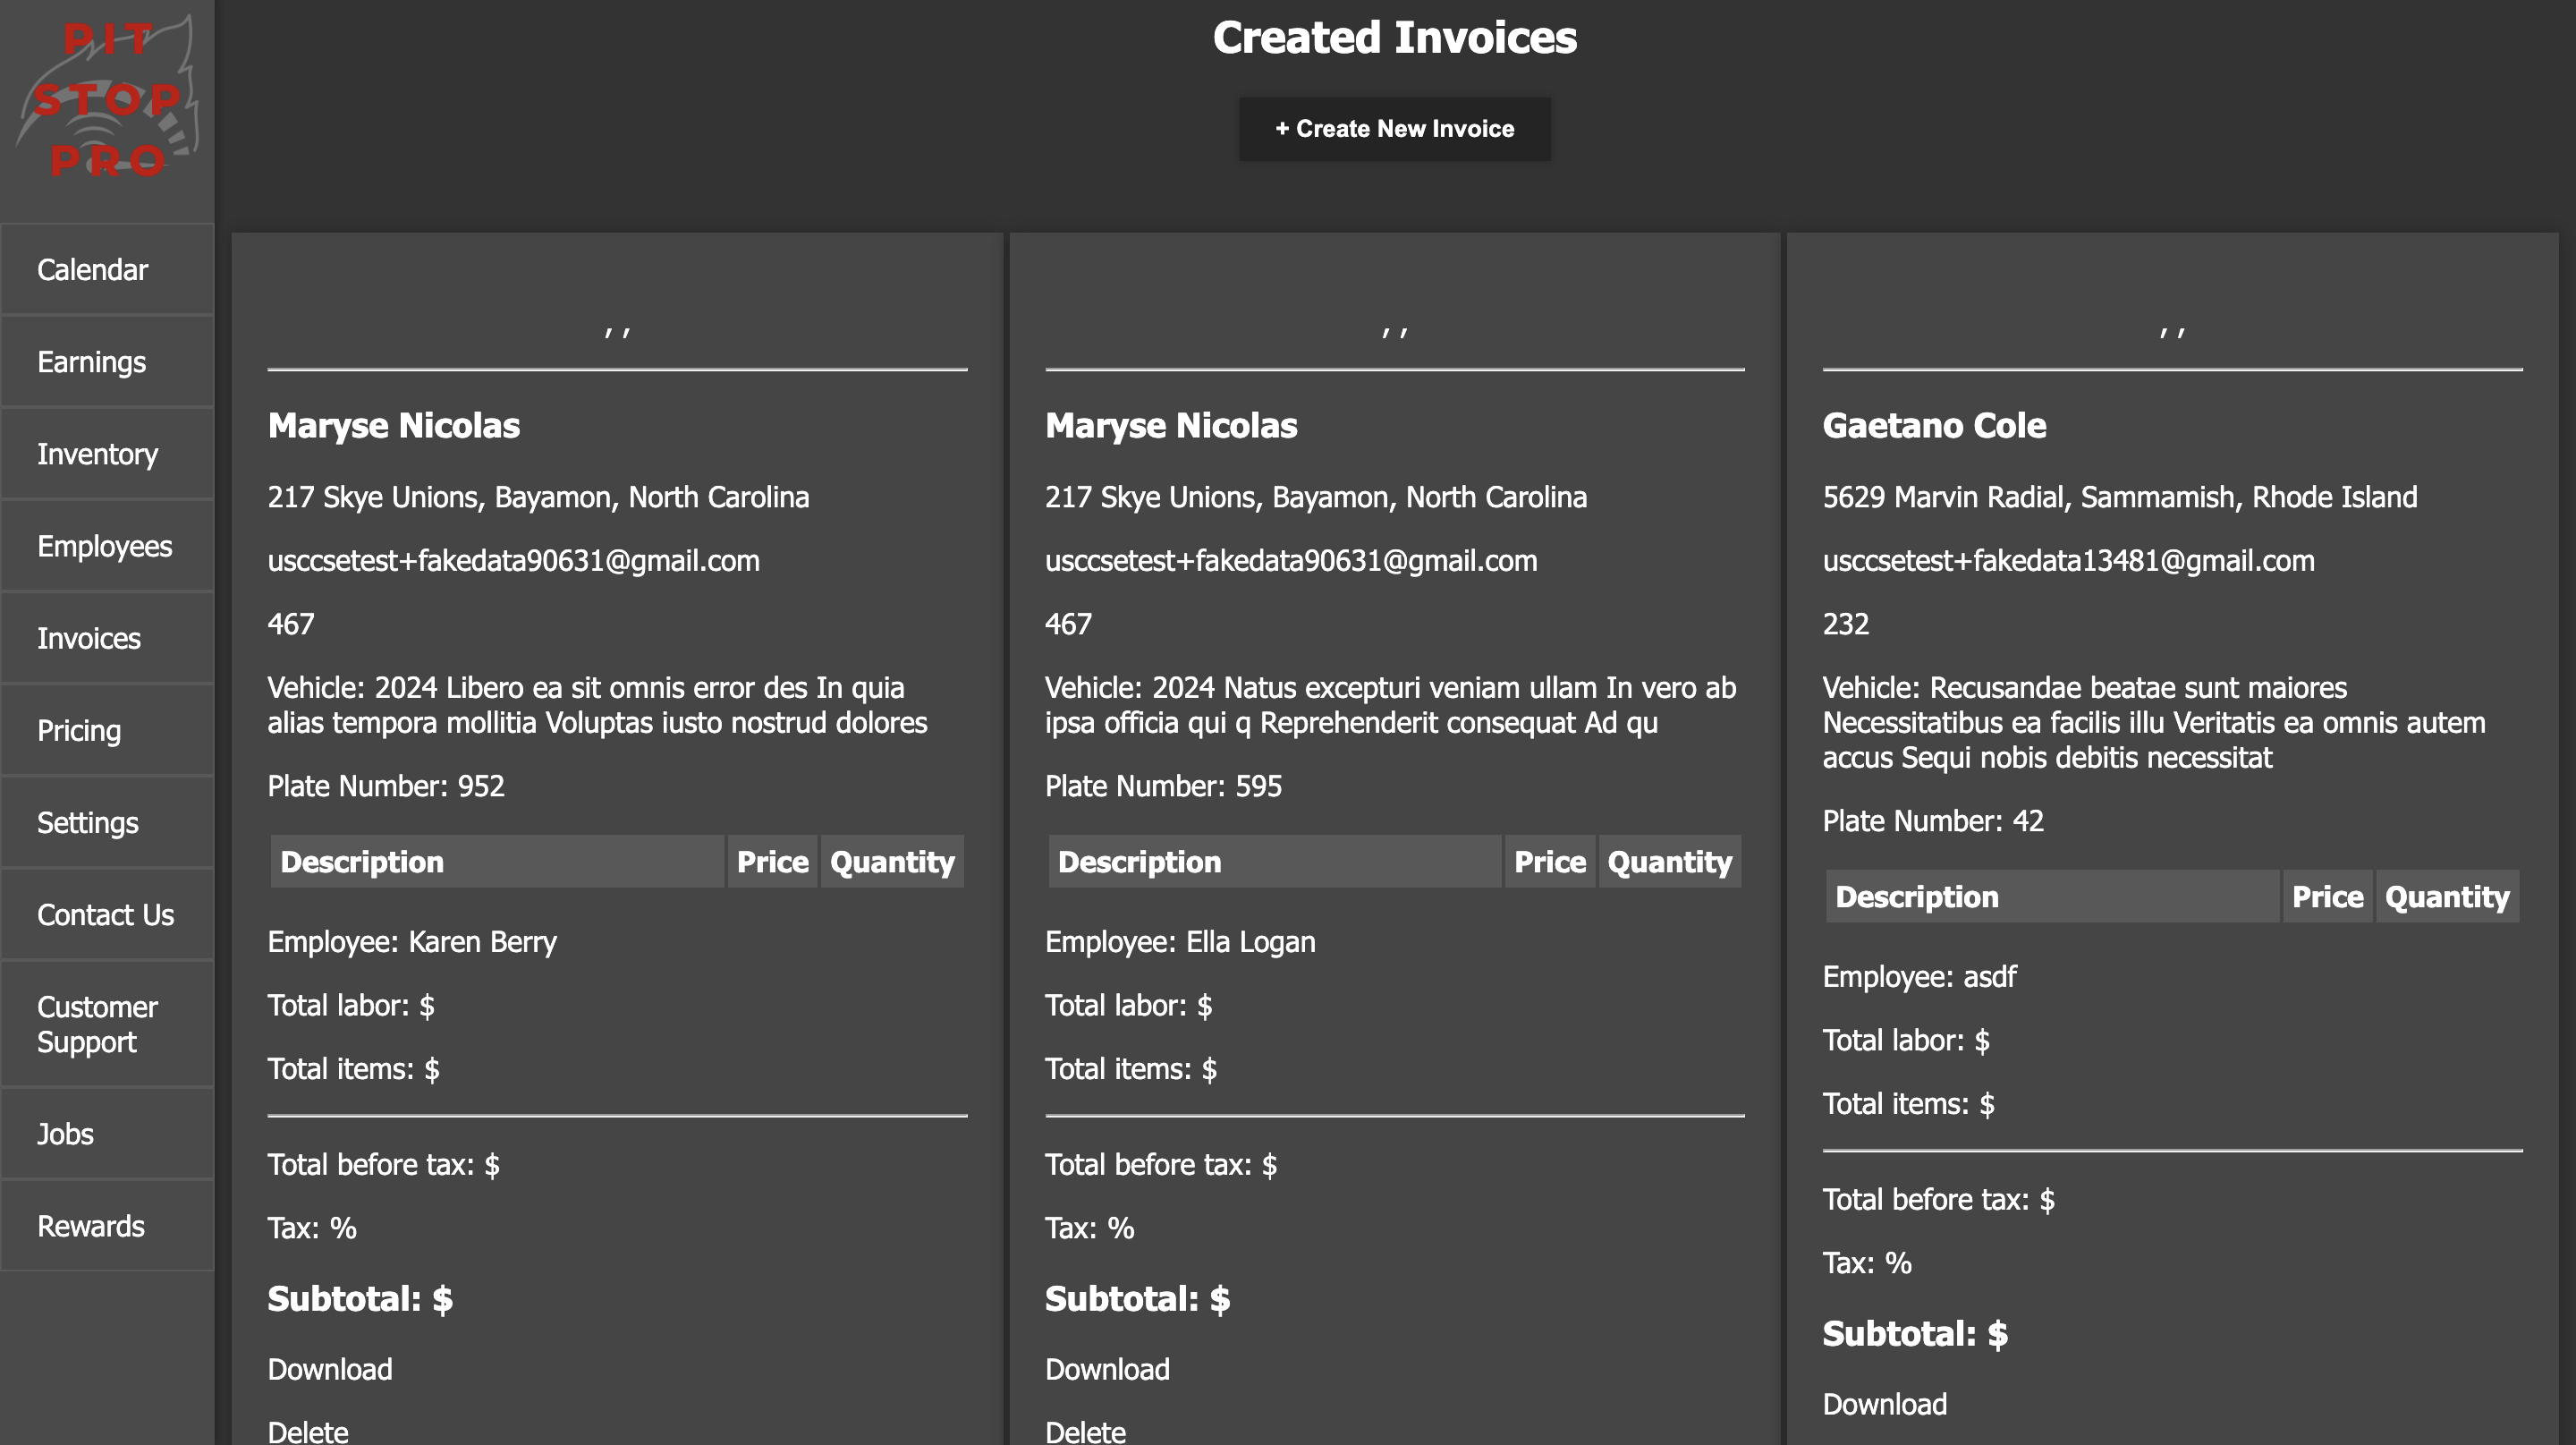 PIT
STOP
PRO
Calendar
Earnings
Inventory
Employees
Invoices
Pricing
Settings
Contact Us
Customer
Support
Jobs
Rewards
Created Invoices
+ Create New Invoice
, ,
Maryse Nicolas
217 Skye Unions, Bayamon, North Carolina
usccsetest+fakedata90631@gmail.com
467
Vehicle: 2024 Libero ea sit omnis error des In quia
alias tempora mollitia Voluptas iusto nostrud dolores
Plate Number: 952
Description Price Quantity
Employee: Karen Berry
Total labor: $
Total items: $
Total before tax: $
Tax: %
Subtotal: $
Download
Delete
, ,
Maryse Nicolas
217 Skye Unions, Bayamon, North Carolina
usccsetest+fakedata90631@gmail.com
467
Vehicle: 2024 Natus excepturi veniam ullam In vero ab
ipsa officia qui q Reprehenderit consequat Ad qu
Plate Number: 595
Description Price Quantity
Employee: Ella Logan
Total labor: $
Total items: $
Total before tax: $
Tax: %
Subtotal: $
Download
Delete
, ,
Gaetano Cole
5629 Marvin Radial, Sammamish, Rhode Island
usccsetest+fakedata13481@gmail.com
232
Vehicle: Recusandae beatae sunt maiores
Necessitatibus ea facilis illu Veritatis ea omnis autem
accus Sequi nobis debitis necessitat
Plate Number: 42
Description Price Quantity
Employee: asdf
Total labor: $
Total items: $
Total before tax: $
Tax: %
Subtotal: $
Download